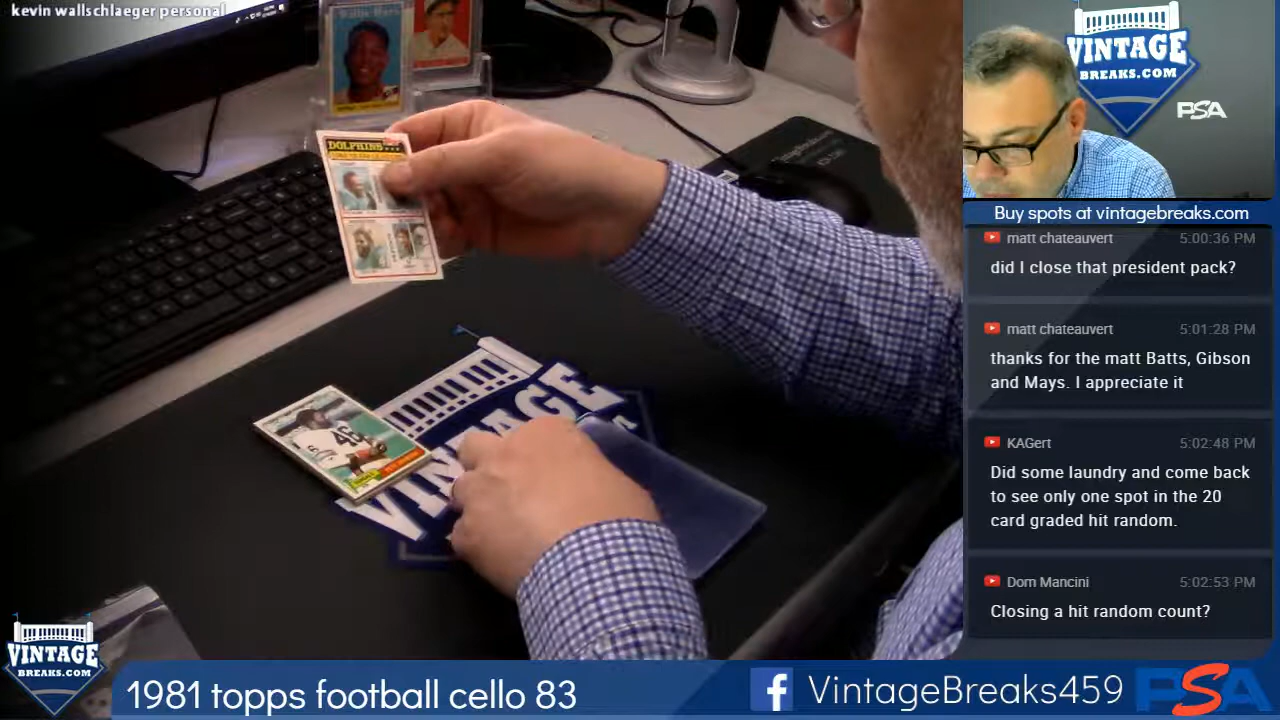 kevin wallschlaeger personal
Willie Mays
DOLPHINS
46
VINTAGE
VINTAGE
BREAKS.COM
PSA
Buy spots at vintagebreaks.com
matt chateauvert 5:00:36 PM
did I close that president pack?
matt chateauvert 5:01:28 PM
thanks for the matt Batts, Gibson
and Mays. I appreciate it
KAGert 5:02:48 PM
Did some laundry and come back
to see only one spot in the 20
card graded hit random.
Dom Mancini 5:02:53 PM
Closing a hit random count?
VINTAGE
BREAKS.COM
1981 topps football cello 83
f VintageBreaks459
PSA